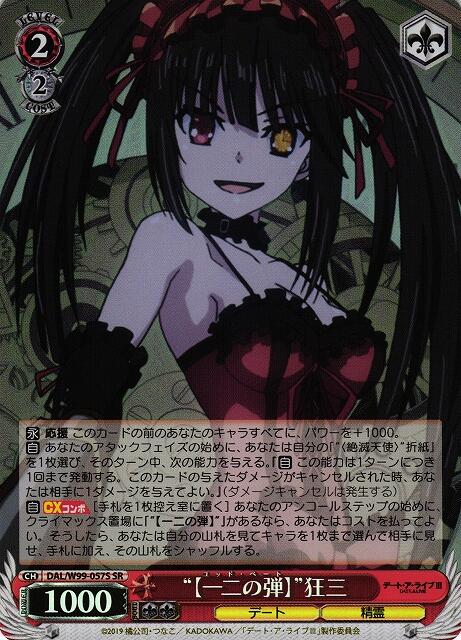 LEVEL
2
2
COST
永 応援 このカードの前のあなたのキャラすべてに、パワーを＋1000。
自 あなたのアタックフェイズの始めに、あなたは自分の「“〈絶滅天使〉”折紙」
を1枚選び、そのターン中、次の能力を与える。『自 この能力は1ターンにつき
1回まで発動する。このカードの与えたダメージがキャンセルされた時、あな
たは相手に1ダメージを与えてよい。』（ダメージキャンセルは発生する）
自 CXコンボ ［手札を1枚控え室に置く］ あなたのアンコールステップの始めに、
クライマックス置場に「“【一二の弾】”」があるなら、あなたはコストを払ってよ
い。そうしたら、あなたは自分の山札を見てキャラを1枚まで選んで相手に見
せ、手札に加え、その山札をシャッフルする。
CH DAL/W99-057S SR
ユッド・ベート
“【一二の弾】”狂三
デート・ア・ライブⅢ
DATE A LIVE
POWER
1000
SOUL
デート
精霊
©2019 橘公司・つなこ／KADOKAWA／「デート・ア・ライブⅢ」製作委員会